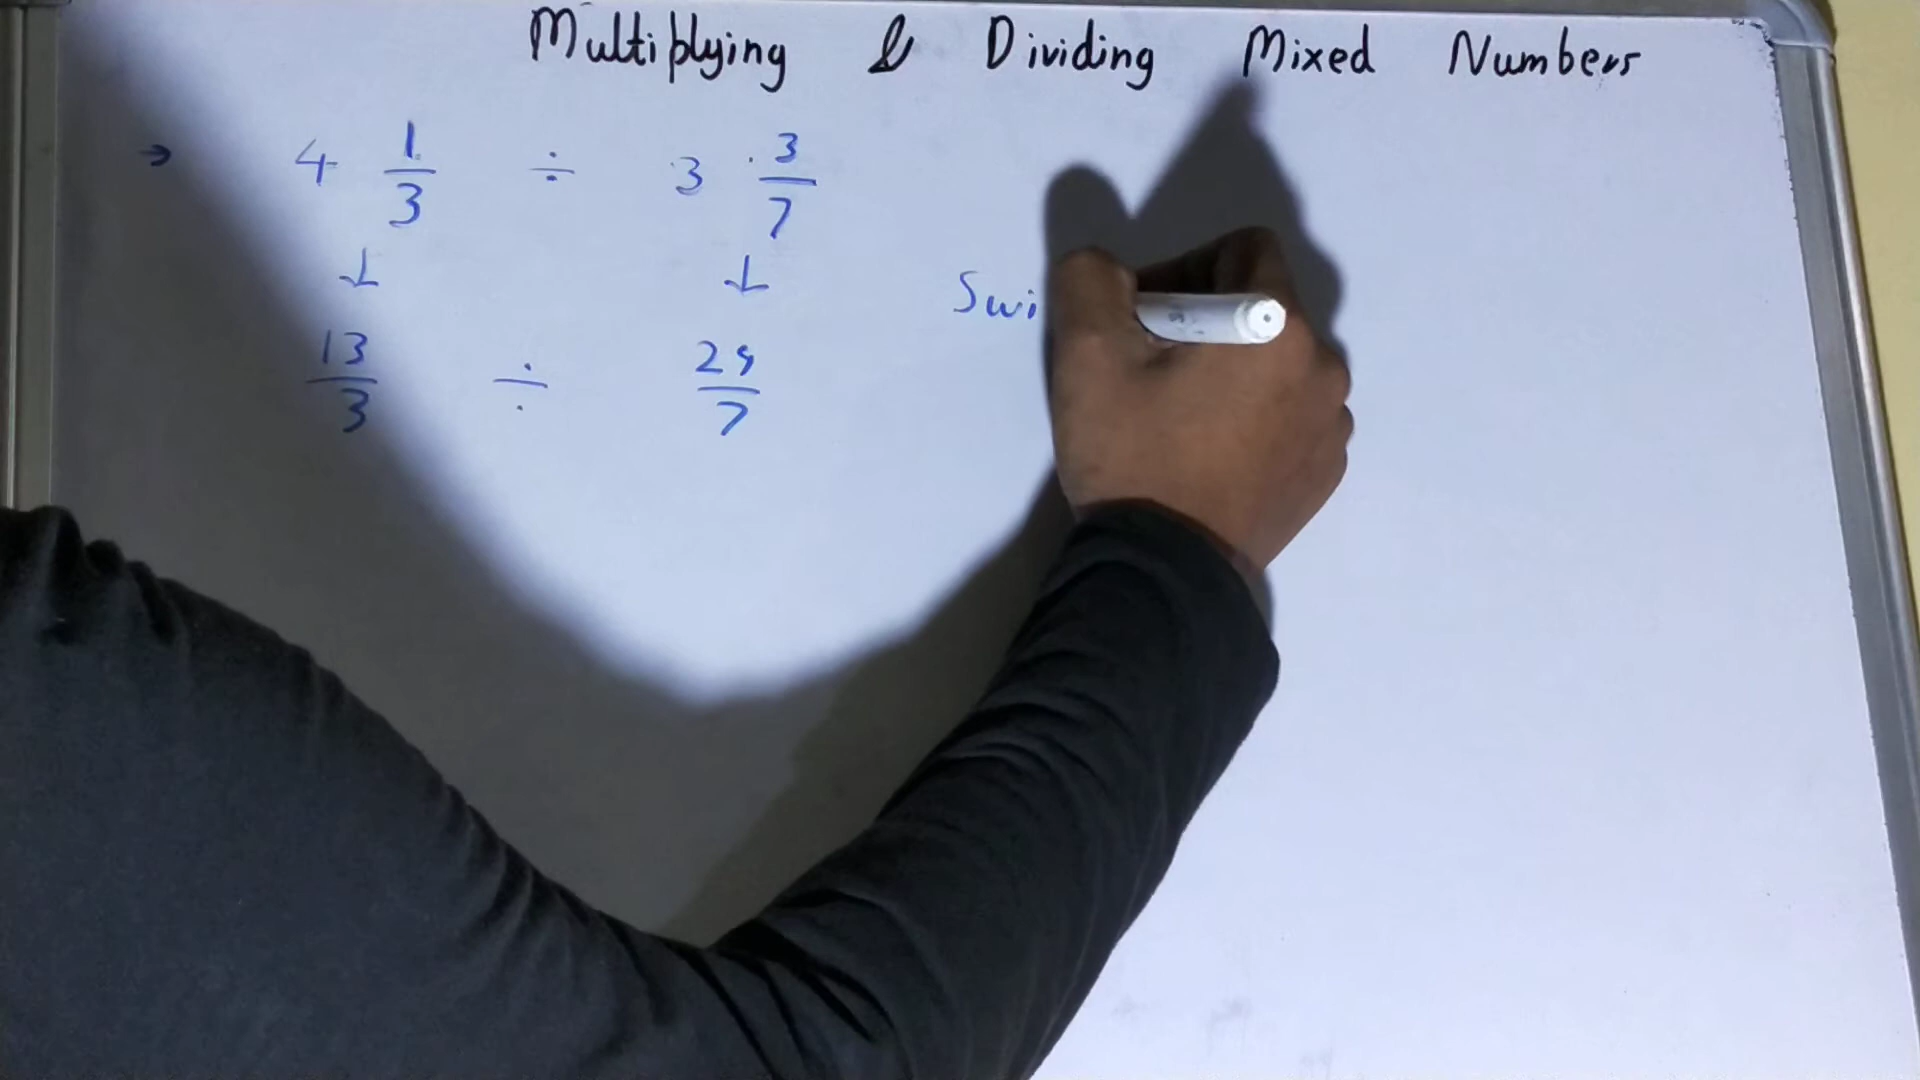 Multiplying & Dividing Mixed Numbers
→ 4 1/3 ÷ 3 3/7
↓ ↓
Swi
13/3 ÷ 24/7